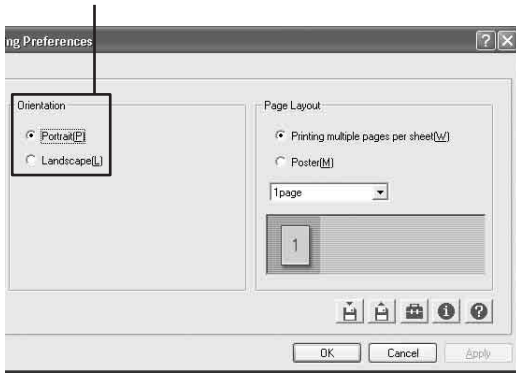 ng Preferences
Orientation
Portrait[P]
Landscape[L]
Page Layout
Printing multiple pages per sheet[W]
Poster[M]
1page
1
OK
Cancel
Apply